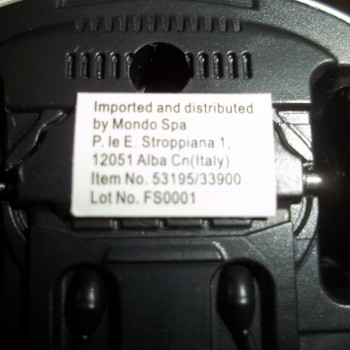 Imported and distributed
by Mondo Spa
P. le E. Stroppiana 1,
12051 Alba Cn(Italy)
Item No. 53195/33900
Lot No. FS0001